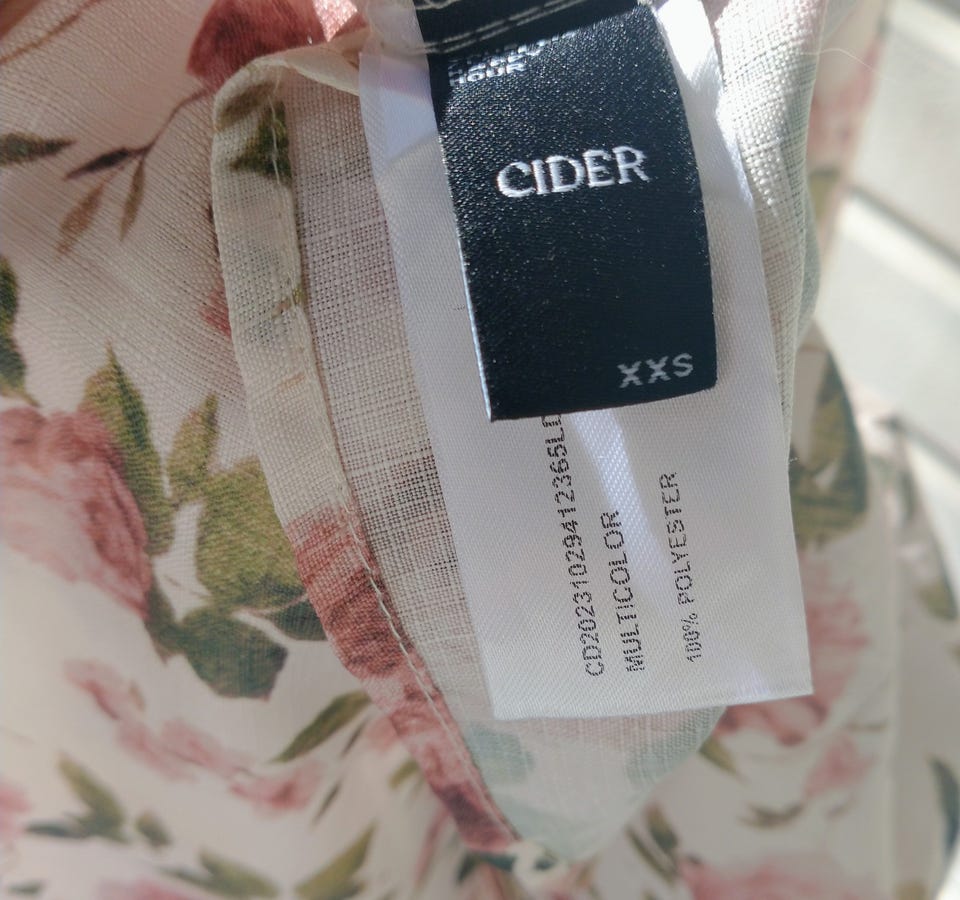 CIDER
XXS
CD20231029412365LD
MULTICOLOR
100% POLYESTER